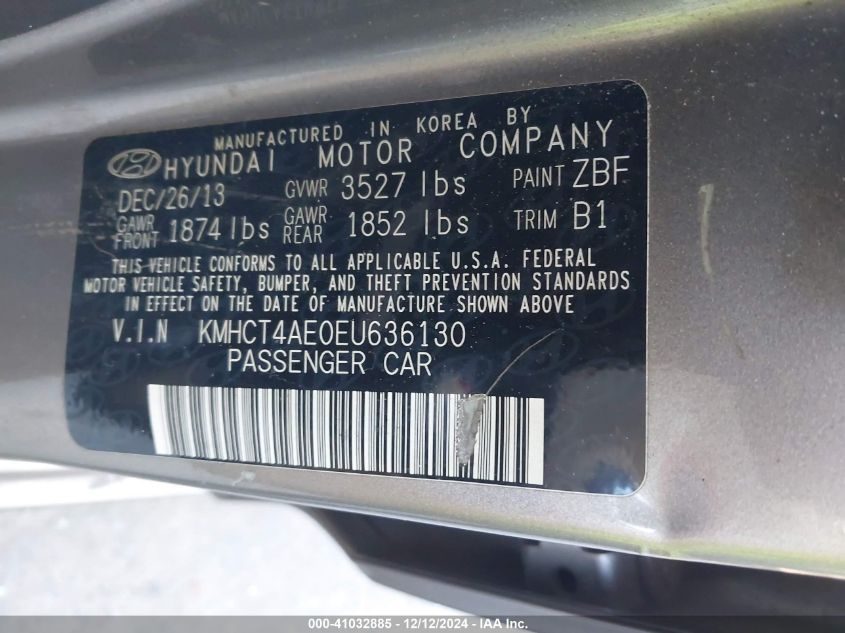 MANUFACTURED IN KOREA BY
HYUNDAI MOTOR COMPANY
DEC/26/13 GVWR 3527 lbs PAINT ZBF
GAWR FRONT 1874 lbs GAWR REAR 1852 lbs TRIM B1
THIS VEHICLE CONFORMS TO ALL APPLICABLE U.S.A. FEDERAL
MOTOR VEHICLE SAFETY, BUMPER, AND THEFT PREVENTION STANDARDS
IN EFFECT ON THE DATE OF MANUFACTURE SHOWN ABOVE
V.I.N KMHCT4AE0EU636130
PASSENGER CAR
000-41032885 - 12/12/2024 - IAA Inc.